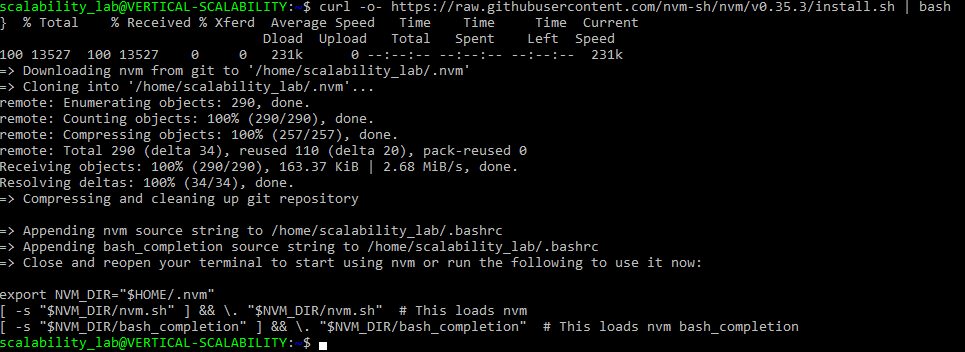 scalability_lab@VERTICAL-SCALABILITY:~$ curl -o- https://raw.githubusercontent.com/nvm-sh/nvm/v0.35.3/install.sh | bash
}  % Total    % Received % Xferd  Average Speed   Time    Time     Time  Current
                                 Dload  Upload   Total   Spent    Left  Speed
100 13527  100 13527    0     0   231k      0 --:--:-- --:--:-- --:--:--  231k
=> Downloading nvm from git to '/home/scalability_lab/.nvm'
=> Cloning into '/home/scalability_lab/.nvm'...
remote: Enumerating objects: 290, done.
remote: Counting objects: 100% (290/290), done.
remote: Compressing objects: 100% (257/257), done.
remote: Total 290 (delta 34), reused 110 (delta 20), pack-reused 0
Receiving objects: 100% (290/290), 163.37 KiB | 2.68 MiB/s, done.
Resolving deltas: 100% (34/34), done.
=> Compressing and cleaning up git repository

=> Appending nvm source string to /home/scalability_lab/.bashrc
=> Appending bash_completion source string to /home/scalability_lab/.bashrc
=> Close and reopen your terminal to start using nvm or run the following to use it now:

export NVM_DIR="$HOME/.nvm"
[ -s "$NVM_DIR/nvm.sh" ] && \. "$NVM_DIR/nvm.sh"  # This loads nvm
[ -s "$NVM_DIR/bash_completion" ] && \. "$NVM_DIR/bash_completion"  # This loads nvm bash_completion
scalability_lab@VERTICAL-SCALABILITY:~$